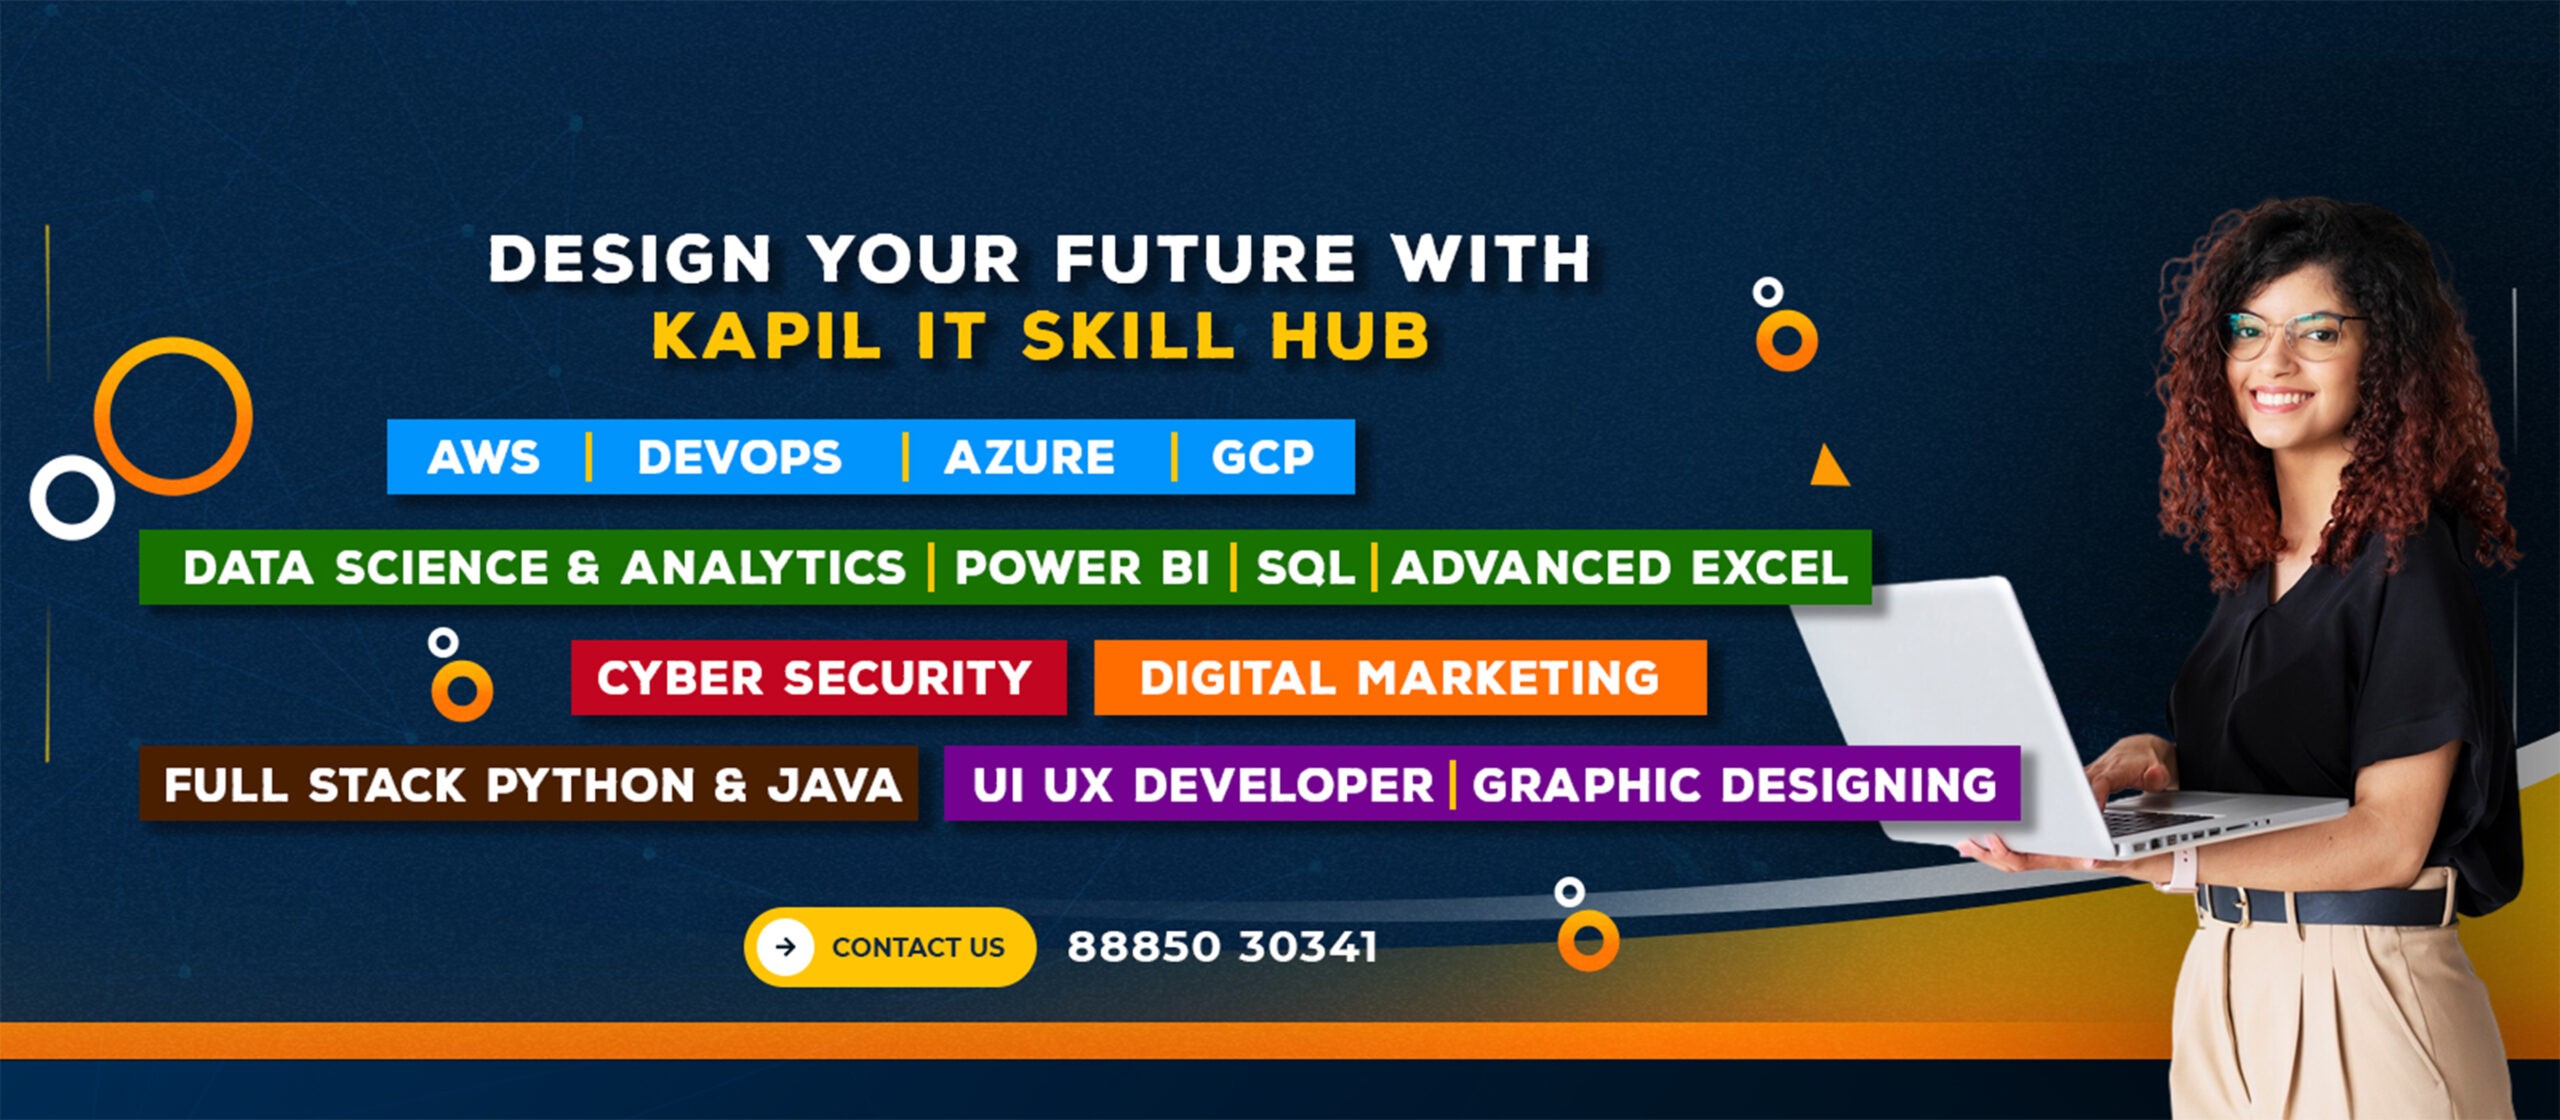 DESIGN YOUR FUTURE WITH
KAPIL IT SKILL HUB
AWS | DEVOPS | AZURE | GCP
DATA SCIENCE & ANALYTICS | POWER BI | SQL | ADVANCED EXCEL
CYBER SECURITY DIGITAL MARKETING
FULL STACK PYTHON & JAVA UI UX DEVELOPER | GRAPHIC DESIGNING
CONTACT US 88850 30341